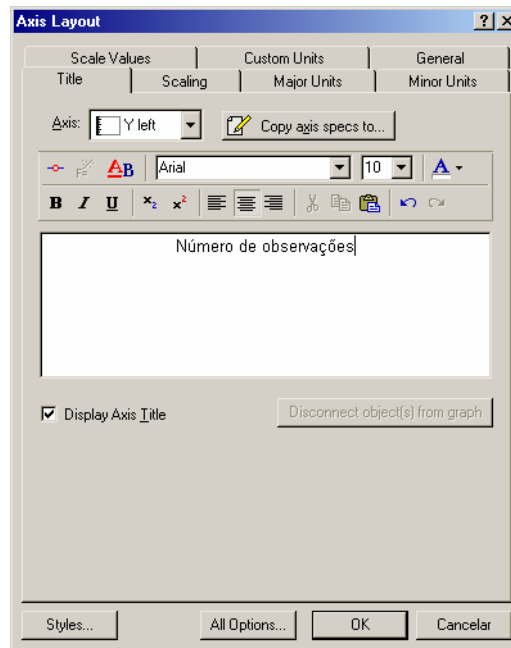 Axis Layout
Scale Values Custom Units General
Title Scaling Major Units Minor Units
Axis: Y left Copy axis specs to...
AB Arial 10 A
B I U x₂ x²
Número de observações
Display Axis Title Disconnect object(s) from graph
Styles... All Options... OK Cancelar